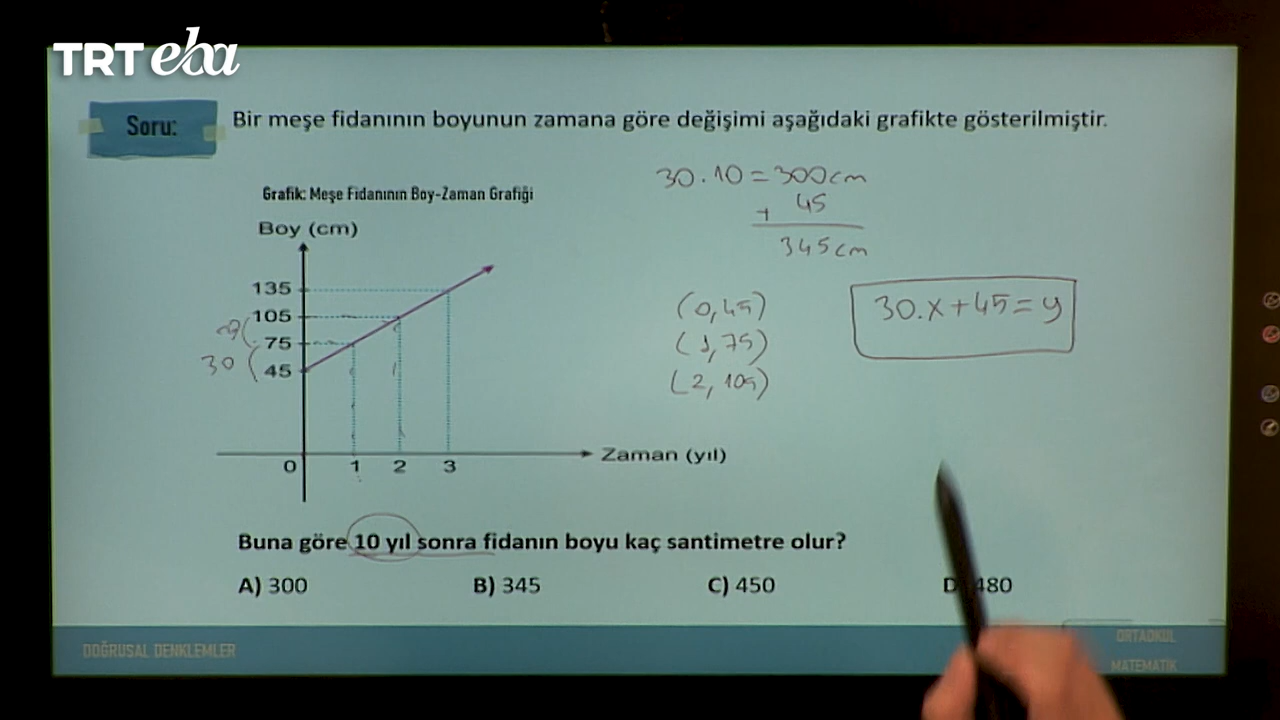 TRT eba
Soru:
Bir meşe fidanının boyunun zamana göre değişimi aşağıdaki grafikte gösterilmiştir.
Grafik: Meşe Fidanının Boy-Zaman Grafiği
Boy (cm)
135
105
75
45
30
0
1
2
3
Zaman (yıl)
30.10=300cm
+ 45
345cm
(0,45)
(1,75)
(2,105)
30.x+45=y
Buna göre 10 yıl sonra fidanın boyu kaç santimetre olur?
A) 300 B) 345 C) 450 D) 480
DOĞRUSAL DENKLEMLER
ORTAOKUL
MATEMATİK